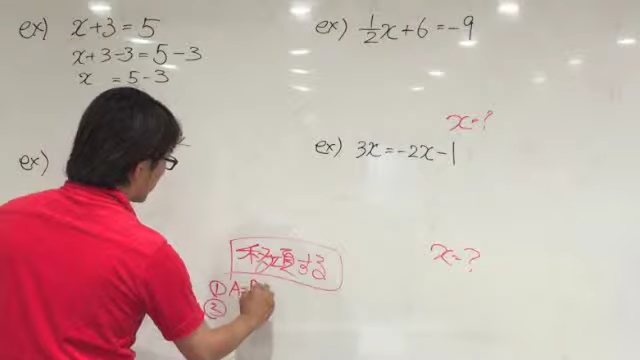 ex) x+3=5
x+3-3=5-3
x =5-3
ex)
移項する
① A=
②
ex) 1/2x+6=-9
x=?
ex) 3x=-2x-1
x=?